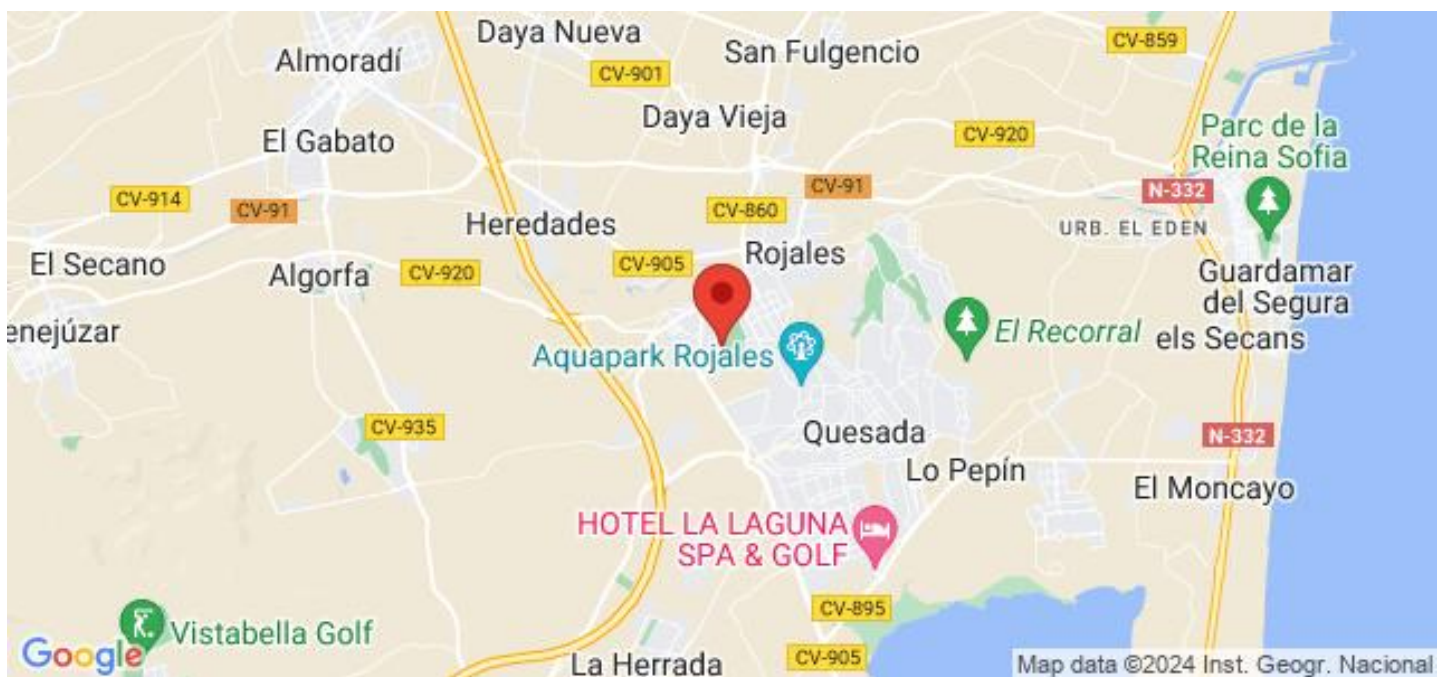 Daya Nueva
San Fulgencio
CV-859
Almoradí
CV-901
Daya Vieja
El Gabato
CV-920
Parc de la
Reina Sofia
CV-914
CV-91
CV-91
N-332
CV-860
Heredades
URB. EL EDEN
Rojales
El Secano
Algorfa
CV-920
CV-905
Guardamar
del Segura
enejúzar
El Recorral
els Secans
Aquapark Rojales
CV-935
Quesada
N-332
Lo Pepín
El Moncayo
HOTEL LA LAGUNA
SPA & GOLF
CV-895
Vistabella Golf
Google
La Herrada
CV-905
Map data ©2024 Inst. Geogr. Nacional